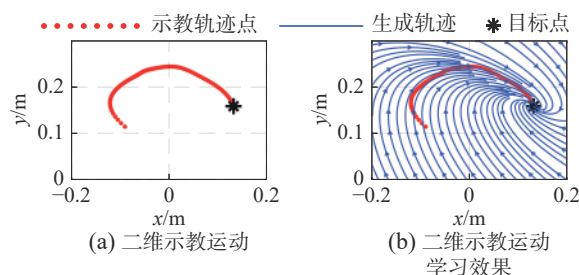 示教轨迹点 生成轨迹 目标点
y/m
0.2
0.1
0
−0.2 0 0.2
x/m
(a) 二维示教运动
y/m
0.2
0.1
0
−0.2 0 0.2
x/m
(b) 二维示教运动
学习效果